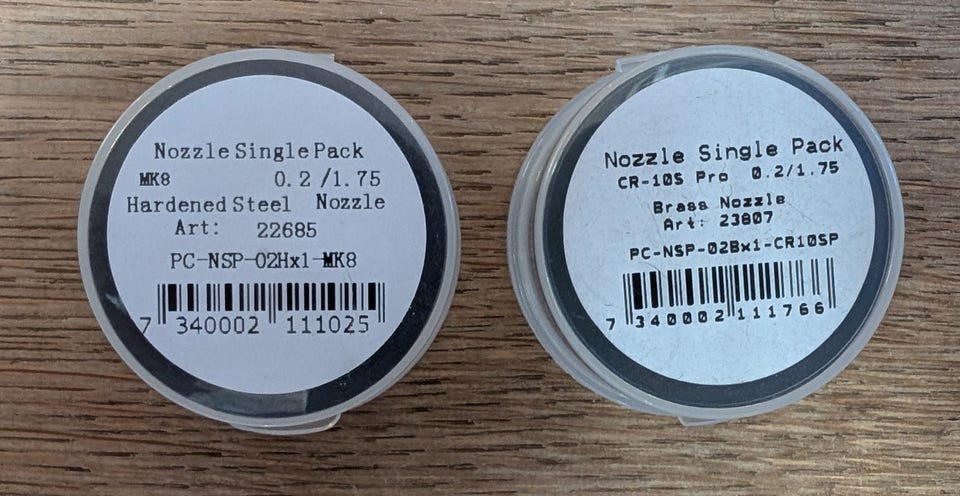 Nozzle Single Pack
MK8 0.2/1.75
Hardened Steel Nozzle
Art: 22685
PC-NSP-02Hx1-MK8
7 340002 111025
Nozzle Single Pack
CR-10S Pro 0.2/1.75
Brass Nozzle
Art: 23807
PC-NSP-02Bx1-CR10SP
7 340002 111766